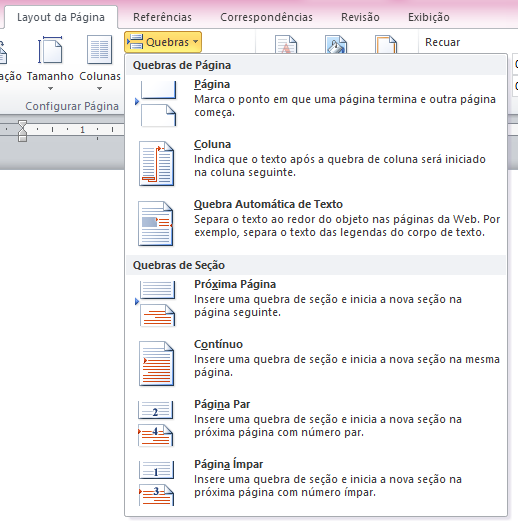 Layout da Página Referências Correspondências Revisão Exibição
Quebras Recuar
Tamanho Colunas
Configurar Página
1
Quebras de Página
Página
Marca o ponto em que uma página termina e outra página
começa.
Coluna
Indica que o texto após a quebra de coluna será iniciado
na coluna seguinte.
Quebra Automática de Texto
Separa o texto ao redor do objeto nas páginas da Web. Por
exemplo, separa o texto das legendas do corpo de texto.
Quebras de Seção
Próxima Página
Insere uma quebra de seção e inicia a nova seção na
página seguinte.
Contínuo
Insere uma quebra de seção e inicia a nova seção na mesma
página.
2
4
Página Par
Insere uma quebra de seção e inicia a nova seção na
próxima página com número par.
1
3
Página Ímpar
Insere uma quebra de seção e inicia a nova seção na
próxima página com número ímpar.